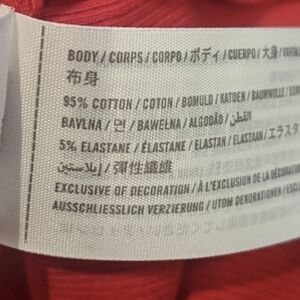 BODY / CORPS / CORPO / ボディ / CUERPO / 大身 /
布身
95% COTTON / COTON / BOMULD / KATOEN / BAUMWOLLE /
BAVLNA / 면 / BAWEŁNA / ALGODÃO / القطن /
5% ELASTANE / ÉLASTANE / ELASTAN / ELASTAAN / エラスタ
إيلاستين / 彈性纖維
EXCLUSIVE OF DECORATION / À L'EXCLUSION DE LA DÉCORATION
AUSSCHLIESSLICH VERZIERUNG / UTOM DEKORATIONEN /